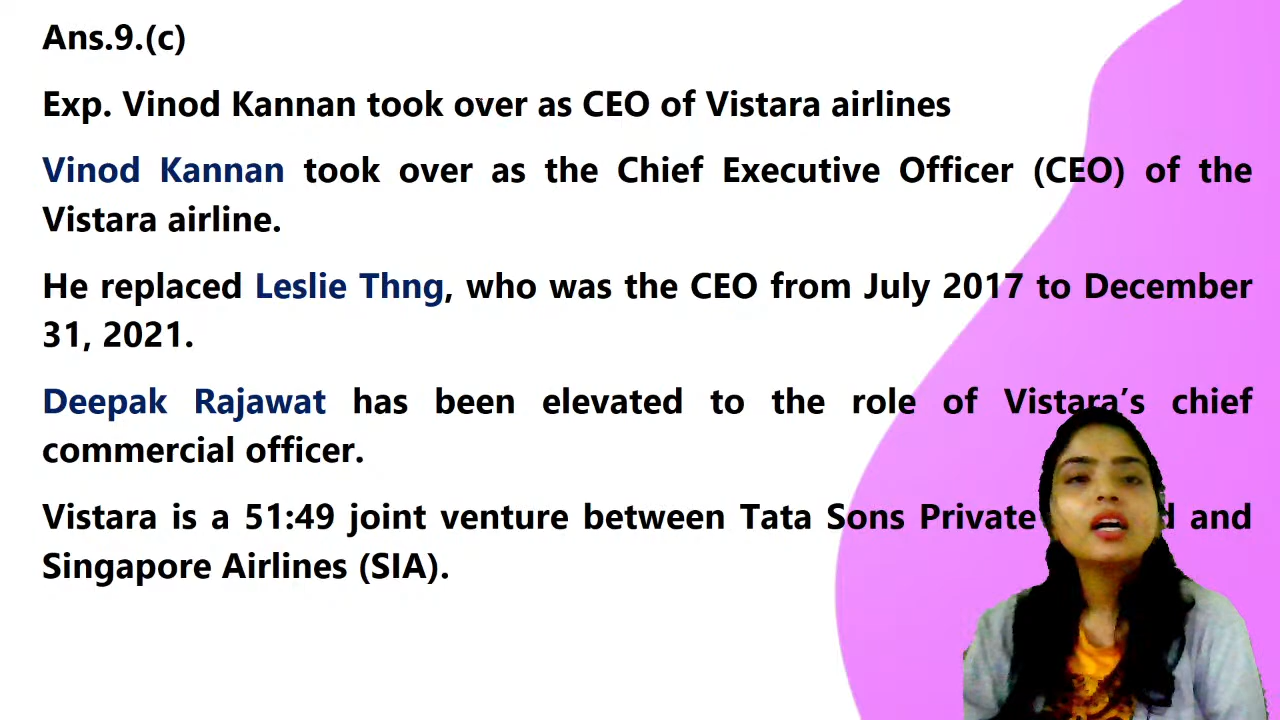 Ans.9.(c)
Exp. Vinod Kannan took over as CEO of Vistara airlines
Vinod Kannan took over as the Chief Executive Officer (CEO) of the
Vistara airline.
He replaced Leslie Thng, who was the CEO from July 2017 to December
31, 2021.
Deepak Rajawat has been elevated to the role of Vistara’s chief
commercial officer.
Vistara is a 51:49 joint venture between Tata Sons Private and
Singapore Airlines (SIA).